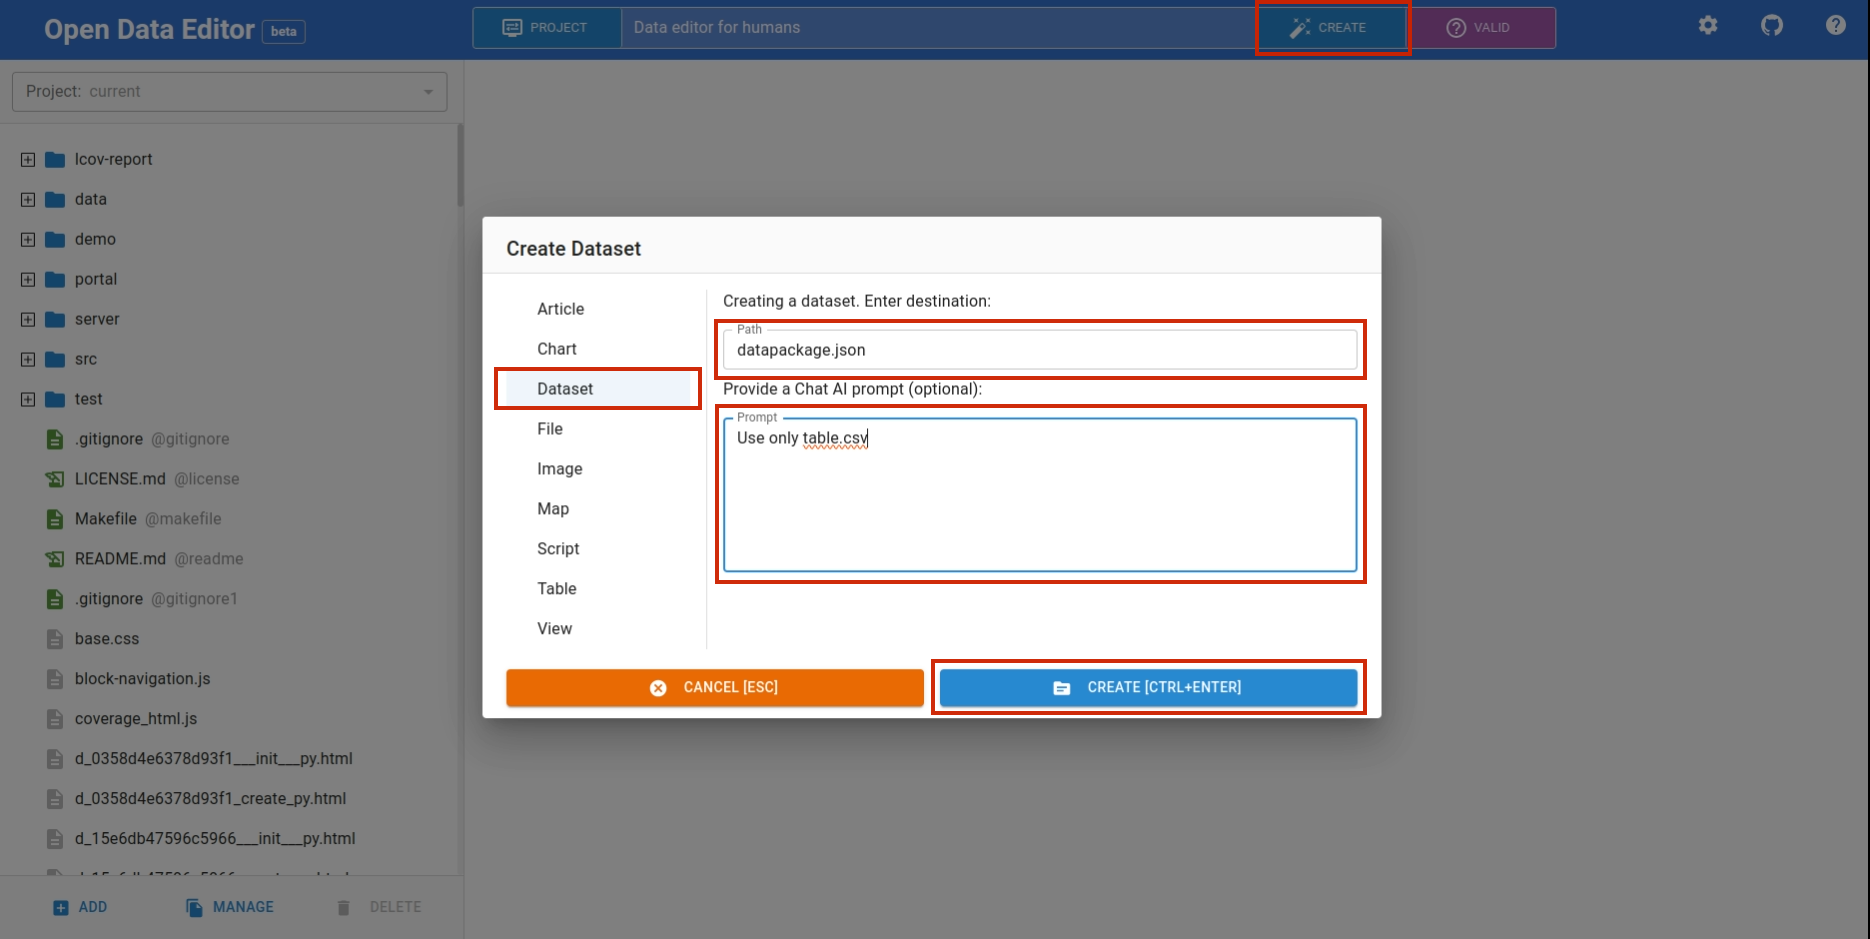 Open Data Editor beta
PROJECT
Data editor for humans
CREATE
VALID
Project: current
lcov-report
data
demo
portal
server
src
test
.gitignore @gitignore
LICENSE.md @license
Makefile @makefile
README.md @readme
.gitignore @gitignore1
base.css
block-navigation.js
coverage_html.js
d_0358d4e6378d93f1___init___py.html
d_0358d4e6378d93f1_create_py.html
d_15e6db47596c5966___init___py.html
ADD
MANAGE
DELETE
Create Dataset
Article
Chart
Dataset
File
Image
Map
Script
Table
View
Creating a dataset. Enter destination:
Path
datapackage.json
Provide a Chat AI prompt (optional):
Prompt
Use only table.csv
CANCEL [ESC]
CREATE [CTRL+ENTER]